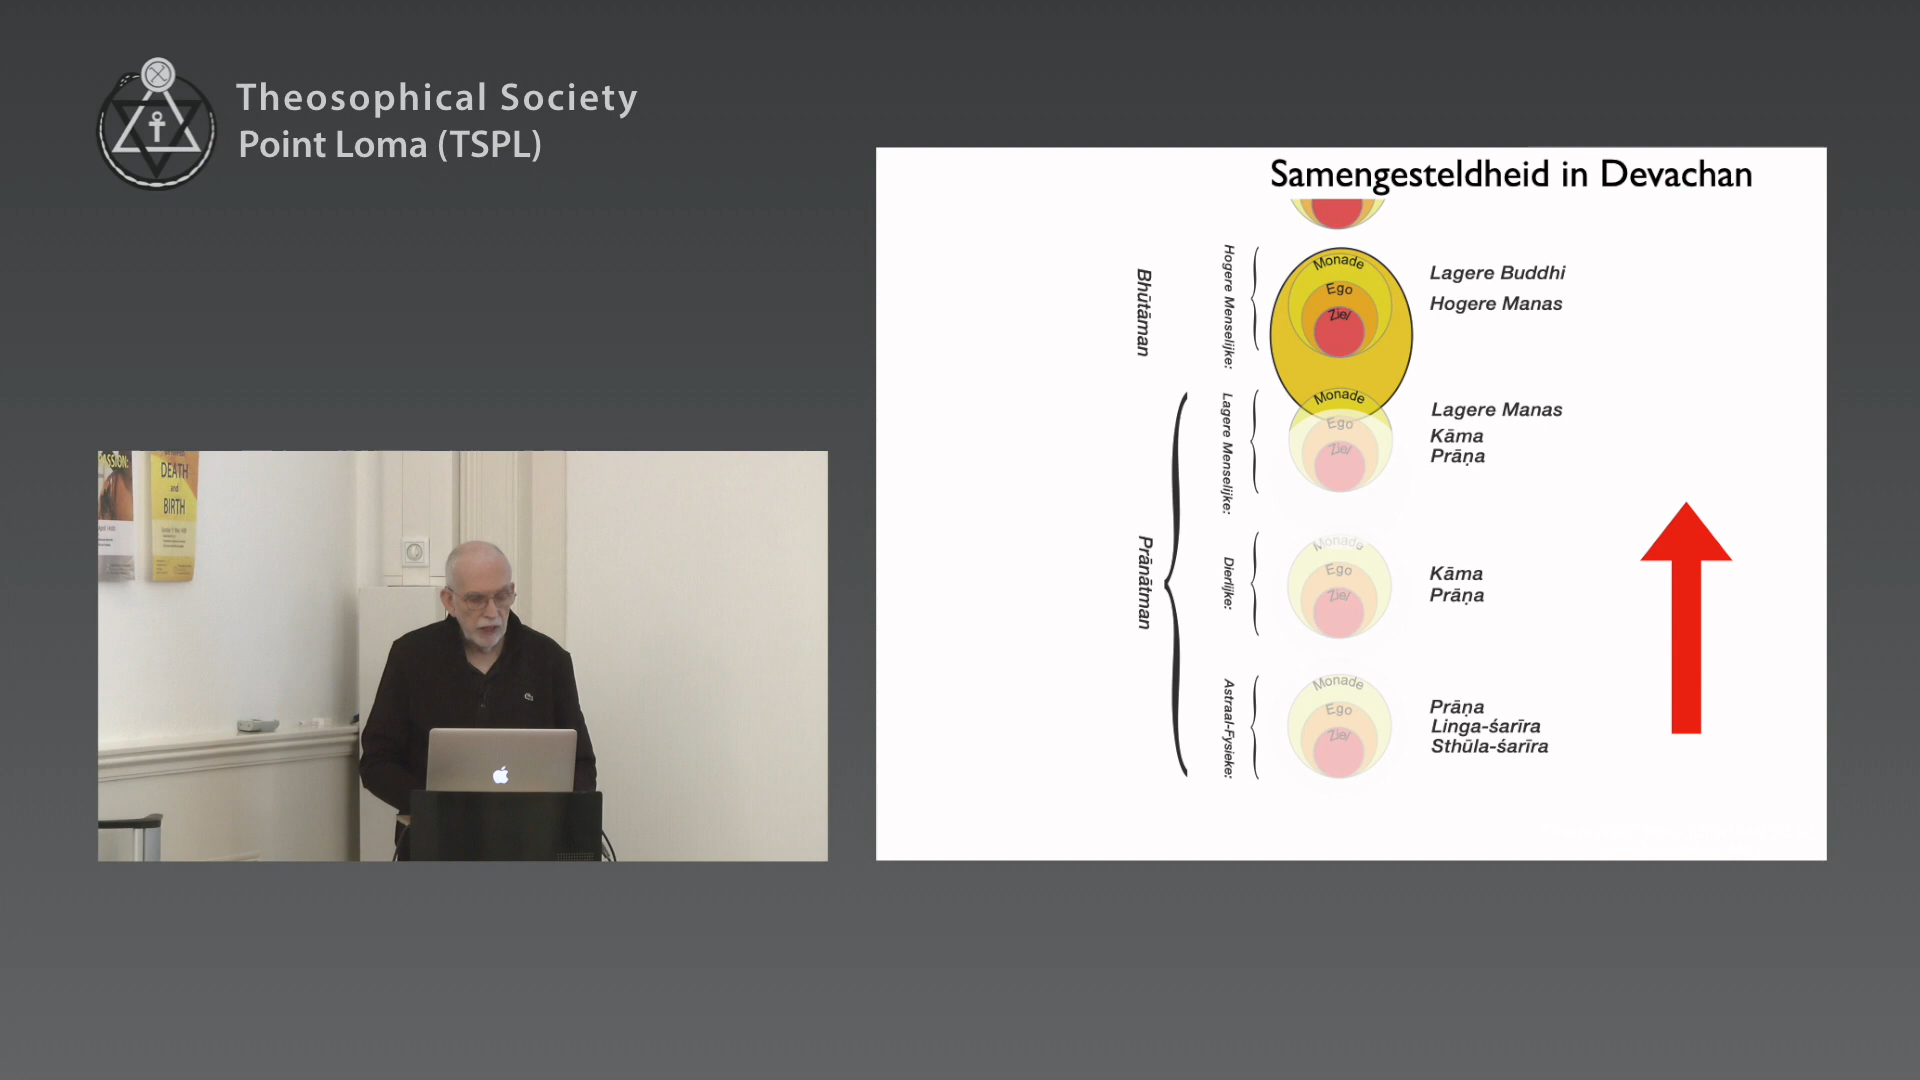 Theosophical Society
Point Loma (TSPL)
Samengesteldheid in Devachan
Bhūtāman
Hogere Menselijke:
Monade
Ego
Ziel
Lagere Buddhi
Hogere Manas
Prānātman
Lagere Menselijke:
Monade
Ego
Ziel
Lagere Manas
Kāma
Prāṇa
Dierlijke:
Monade
Ego
Ziel
Kāma
Prāṇa
Astraal-Fysieke:
Monade
Ego
Ziel
Prāṇa
Linga-śarīra
Sthūla-śarīra
DEATH
and
BIRTH